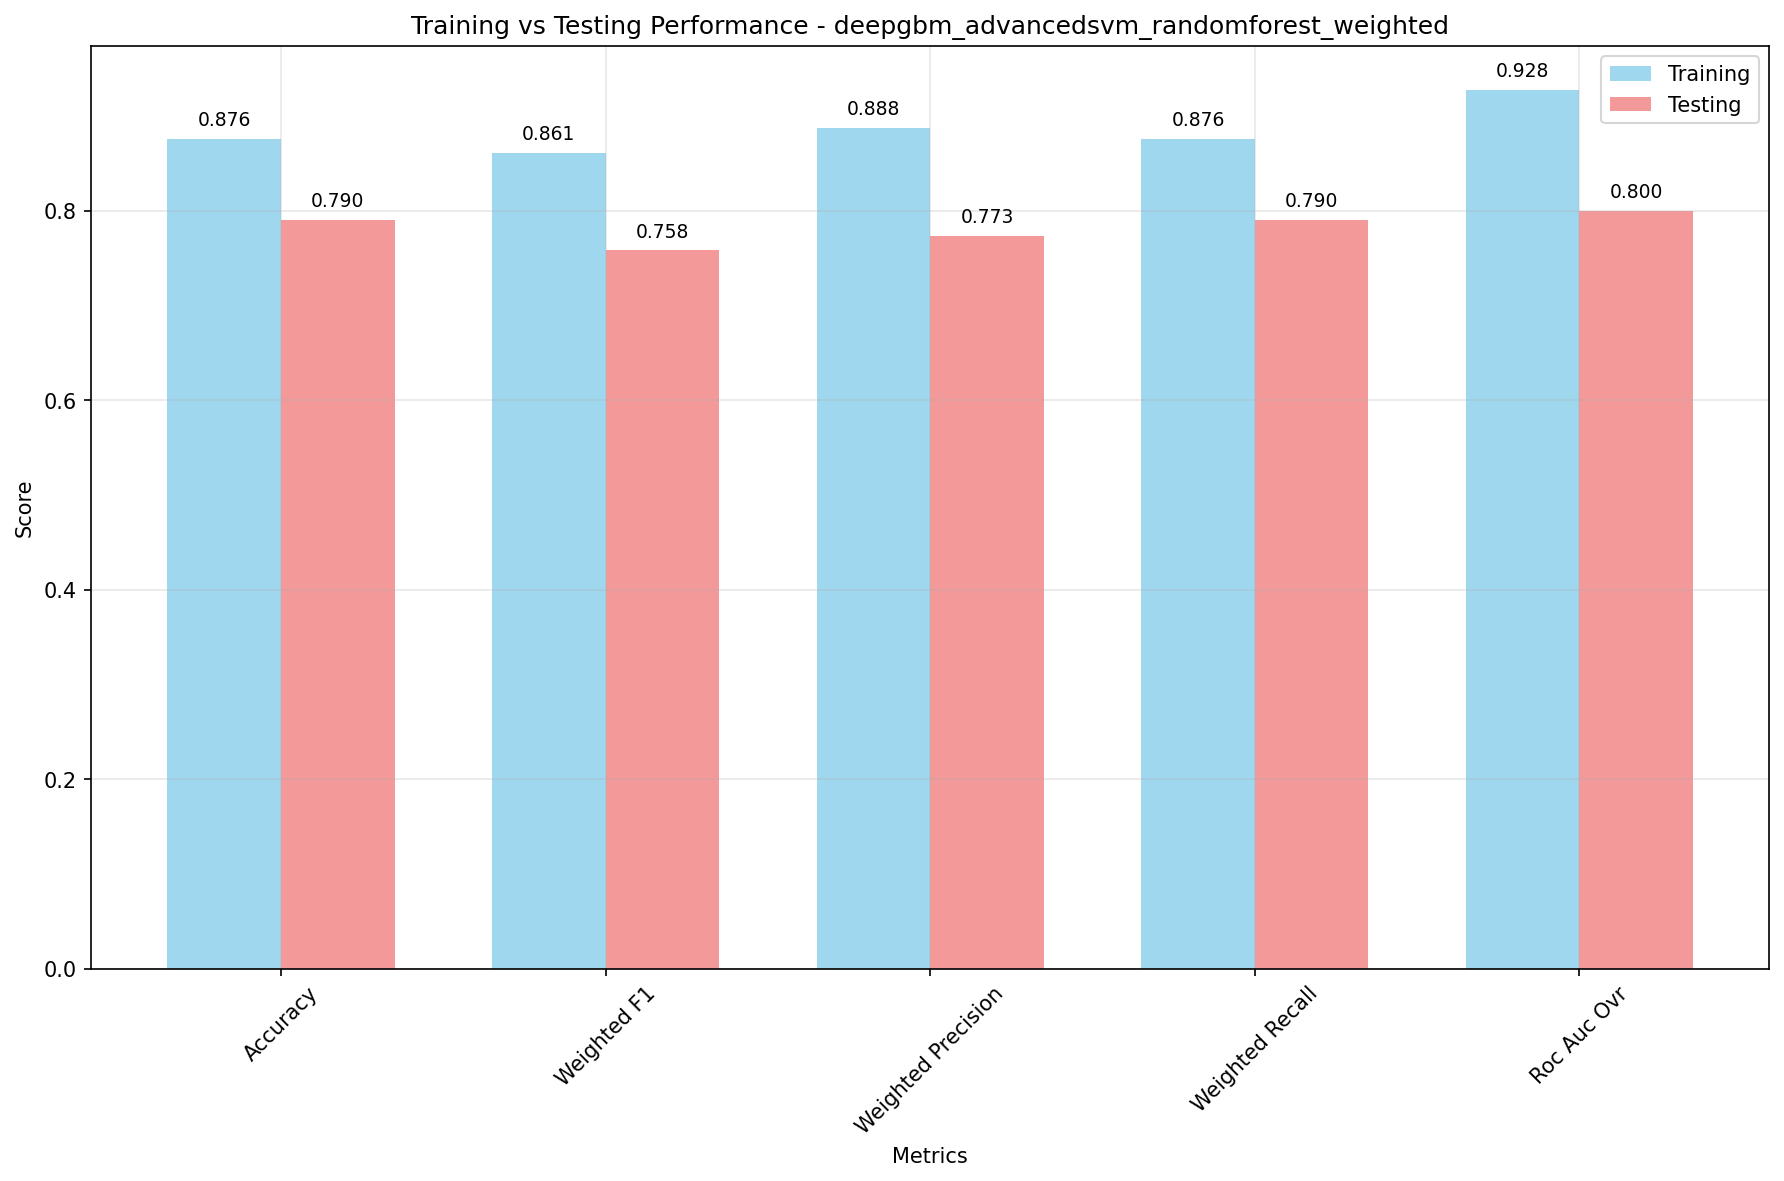 Training vs Testing Performance - deepgbm_advancedsvm_randomforest_weighted
Training
Testing
0.876
0.790
0.861
0.758
0.888
0.773
0.876
0.790
0.928
0.800
Score
0.8
0.6
0.4
0.2
0.0
Accuracy
Weighted F1
Weighted Precision
Weighted Recall
Roc Auc Ovr
Metrics